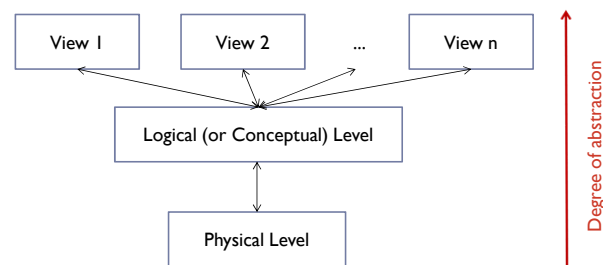 View 1
View 2
...
View n
Logical (or Conceptual) Level
Physical Level
Degree of abstraction